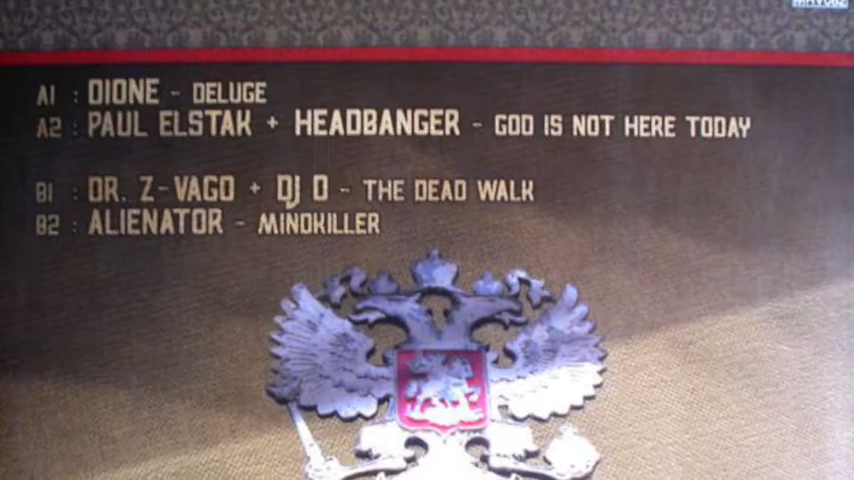 A1 : DIONE - DELUGE
A2 : PAUL ELSTAK + HEADBANGER - GOD IS NOT HERE TODAY
B1 : DR. Z-VAGO + DJ D - THE DEAD WALK
B2 : ALIENATOR - MINDKILLER